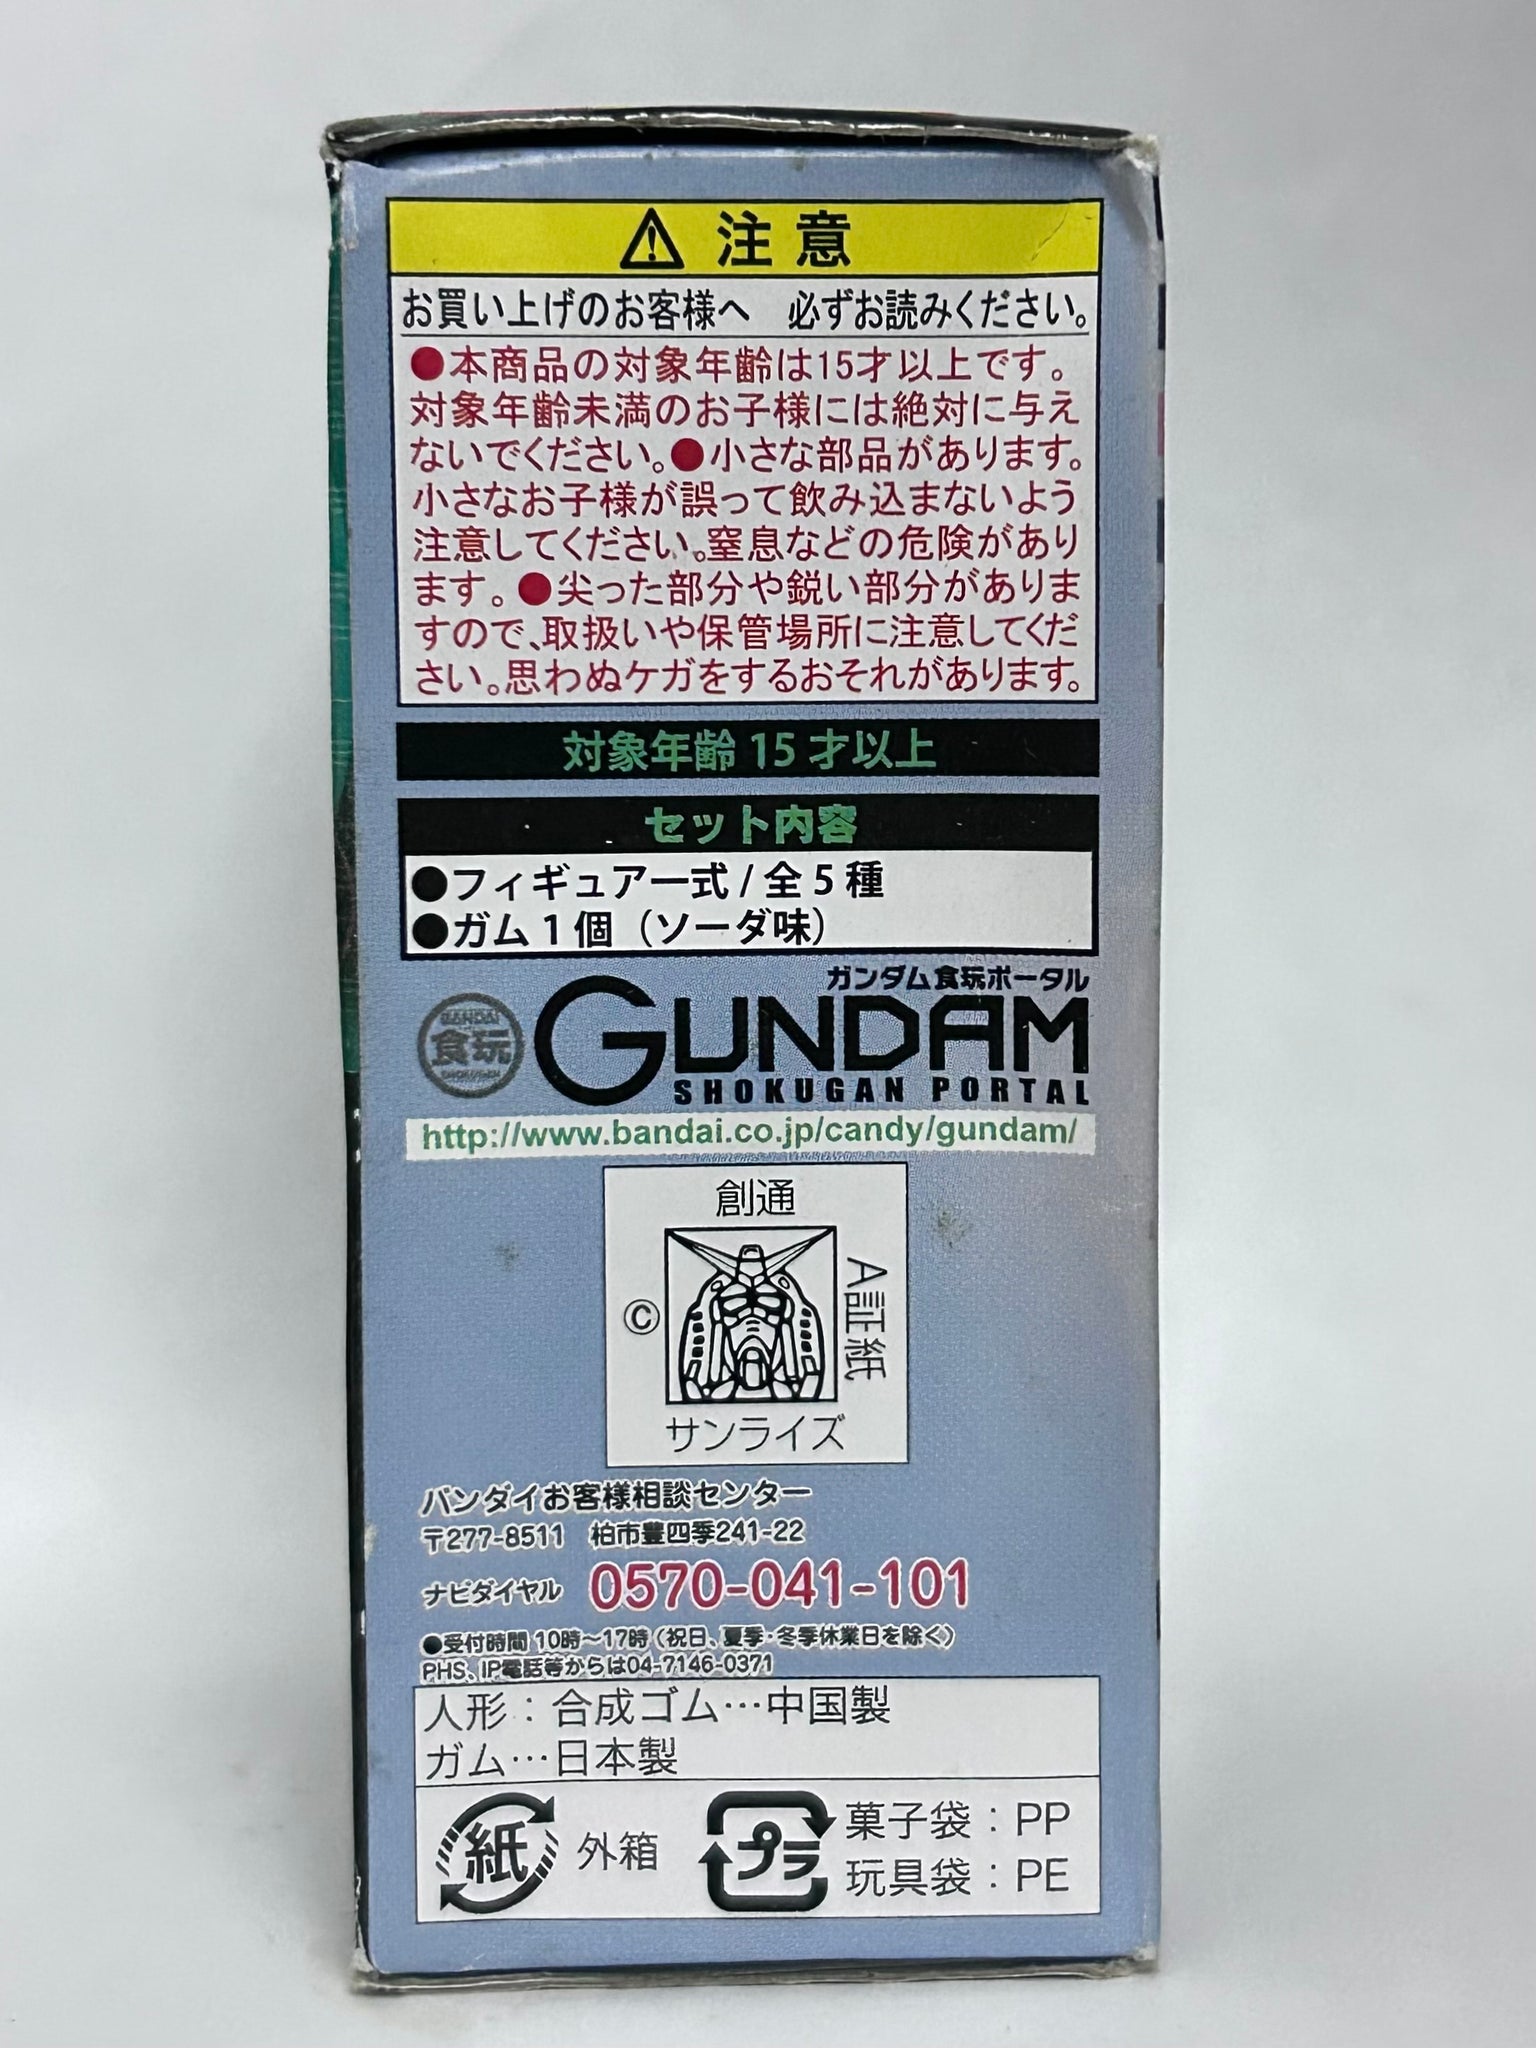 ⚠ 注意
お買い上げのお客様へ　必ずお読みください。
●本商品の対象年齢は15才以上です。
対象年齢未満のお子様には絶対に与え
ないでください。●小さな部品があります。
小さなお子様が誤って飲み込まないよう
注意してください。窒息などの危険があり
ます。●尖った部分や鋭い部分がありま
すので、取扱いや保管場所に注意してくだ
さい。思わぬケガをするおそれがあります。
対象年齢 15 才以上
セット内容
●フィギュア一式 / 全 5 種
●ガム 1 個（ソーダ味）
ガンダム食玩ポータル
BANDAI
食玩
SHOKUGAN
GUNDAM
SHOKUGAN PORTAL
http://www.bandai.co.jp/candy/gundam/
創通
©
A証紙
サンライズ
バンダイお客様相談センター
〒277-8511　柏市豊四季241-22
ナビダイヤル 0570-041-101
●受付時間 10時〜17時（祝日、夏季・冬季休業日を除く）
PHS、IP電話等からは04-7146-0371
人形：合成ゴム…中国製
ガム…日本製
紙 外箱
プラ 菓子袋：PP
玩具袋：PE